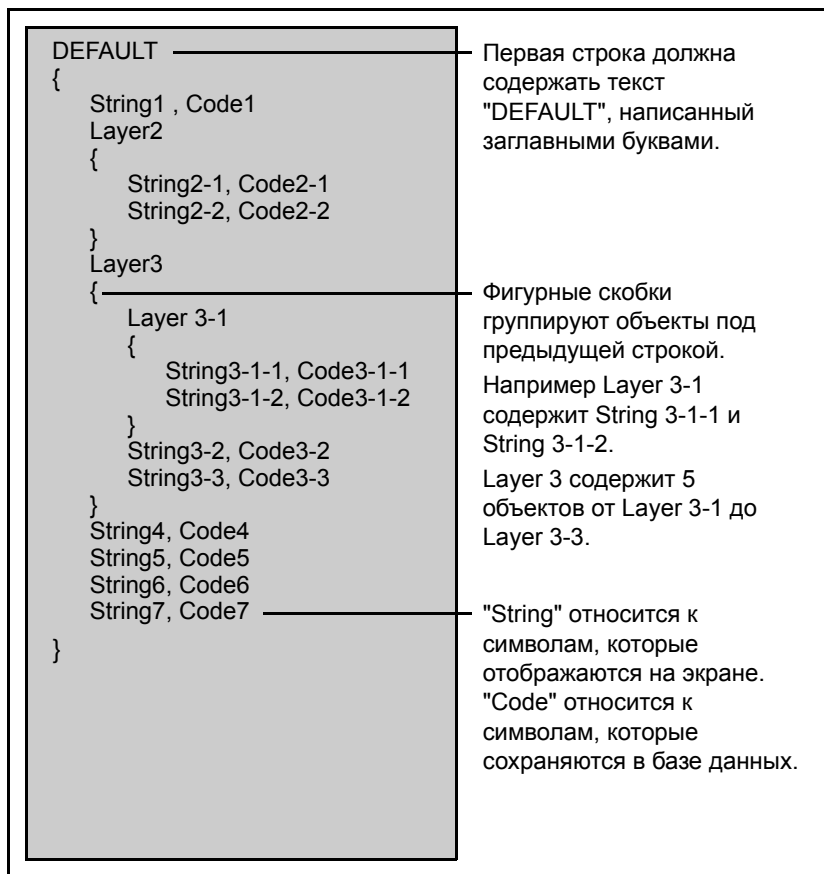 DEFAULT
{
String1 , Code1
Layer2
{
String2-1, Code2-1
String2-2, Code2-2
}
Layer3
{
Layer 3-1
{
String3-1-1, Code3-1-1
String3-1-2, Code3-1-2
}
String3-2, Code3-2
String3-3, Code3-3
}
String4, Code4
String5, Code5
String6, Code6
String7, Code7
}
Первая строка должна
содержать текст
"DEFAULT", написанный
заглавными буквами.
Фигурные скобки
группируют объекты под
предыдущей строкой.
Например Layer 3-1
содержит String 3-1-1 и
String 3-1-2.
Layer 3 содержит 5
объектов от Layer 3-1 до
Layer 3-3.
"String" относится к
символам, которые
отображаются на экране.
"Code" относится к
символам, которые
сохраняются в базе данных.